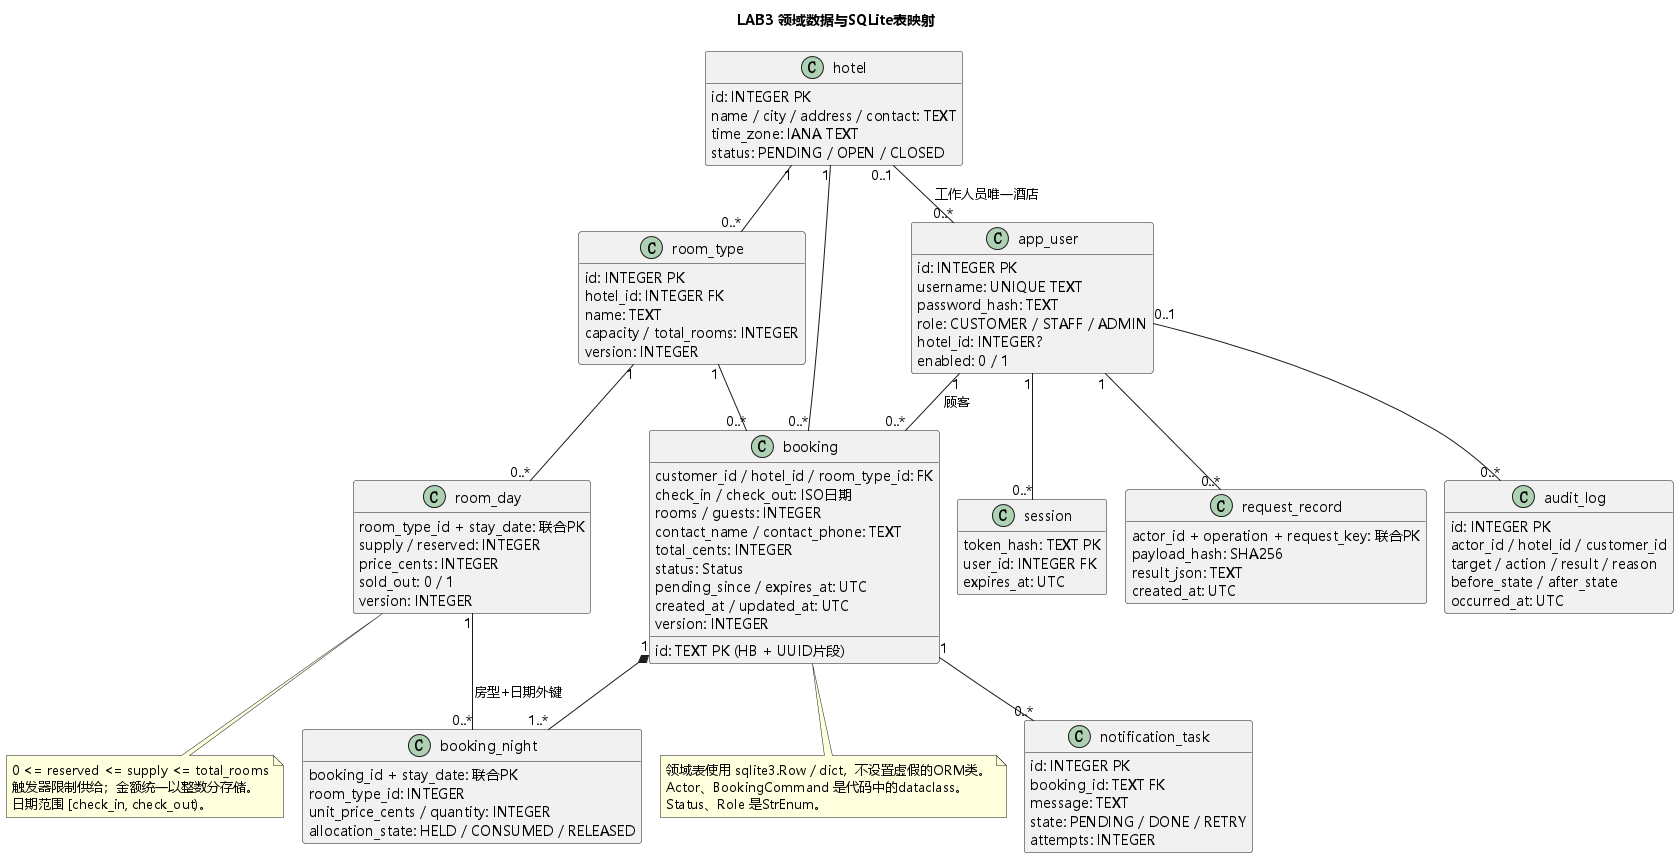 LAB3 领域数据与SQLite表映射
C hotel
id: INTEGER PK
name / city / address / contact: TEXT
time_zone: IANA TEXT
status: PENDING / OPEN / CLOSED
1
1
0..1
工作人员唯一酒店
0..*
0..*
C room_type
id: INTEGER PK
hotel_id: INTEGER FK
name: TEXT
capacity / total_rooms: INTEGER
version: INTEGER
C app_user
id: INTEGER PK
username: UNIQUE TEXT
password_hash: TEXT
role: CUSTOMER / STAFF / ADMIN
hotel_id: INTEGER?
enabled: 0 / 1
0..1
1
1
1
1
1
顾客
0..*
0..*
0..*
0..*
0..*
0..*
0..*
C booking
customer_id / hotel_id / room_type_id: FK
check_in / check_out: ISO日期
rooms / guests: INTEGER
contact_name / contact_phone: TEXT
total_cents: INTEGER
status: Status
pending_since / expires_at: UTC
created_at / updated_at: UTC
version: INTEGER
id: TEXT PK (HB + UUID片段)
C room_day
room_type_id + stay_date: 联合PK
supply / reserved: INTEGER
price_cents: INTEGER
sold_out: 0 / 1
version: INTEGER
C session
token_hash: TEXT PK
user_id: INTEGER FK
expires_at: UTC
C request_record
actor_id + operation + request_key: 联合PK
payload_hash: SHA256
result_json: TEXT
created_at: UTC
C audit_log
id: INTEGER PK
actor_id / hotel_id / customer_id
target / action / result / reason
before_state / after_state
occurred_at: UTC
1
1
1
房型+日期外键
0..*
1..*
0..*
0 <= reserved <= supply <= total_rooms
触发器限制供给；金额统一以整数分存储。
日期范围 [check_in, check_out)。
C booking_night
booking_id + stay_date: 联合PK
room_type_id: INTEGER
unit_price_cents / quantity: INTEGER
allocation_state: HELD / CONSUMED / RELEASED
领域表使用 sqlite3.Row / dict，不设置虚假的ORM类。
Actor、BookingCommand 是代码中的dataclass。
Status、Role 是StrEnum。
C notification_task
id: INTEGER PK
booking_id: TEXT FK
message: TEXT
state: PENDING / DONE / RETRY
attempts: INTEGER